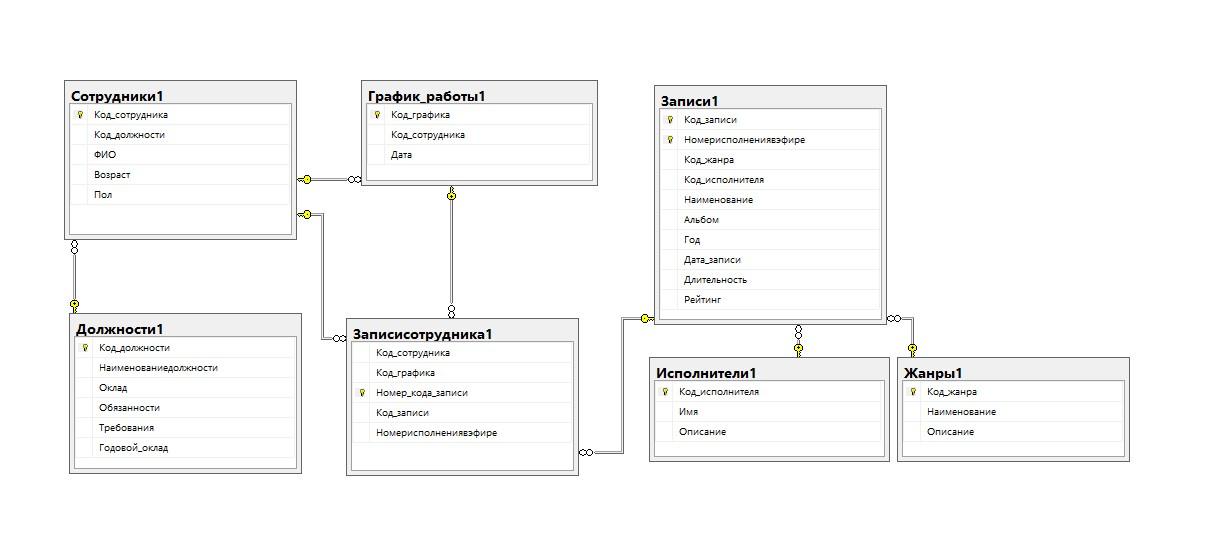 Сотрудники1
Код_сотрудника
Код_должности
ФИО
Возраст
Пол
График_работы1
Код_графика
Код_сотрудника
Дата
Записи1
Код_записи
Номерисполнениявэфире
Код_жанра
Код_исполнителя
Наименование
Альбом
Год
Дата_записи
Длительность
Рейтинг
Должности1
Код_должности
Наименованиедолжности
Оклад
Обязанности
Требования
Годовой_оклад
Записисотрудника1
Код_сотрудника
Код_графика
Номер_кода_записи
Код_записи
Номерисполнениявэфире
Исполнители1
Код_исполнителя
Имя
Описание
Жанры1
Код_жанра
Наименование
Описание